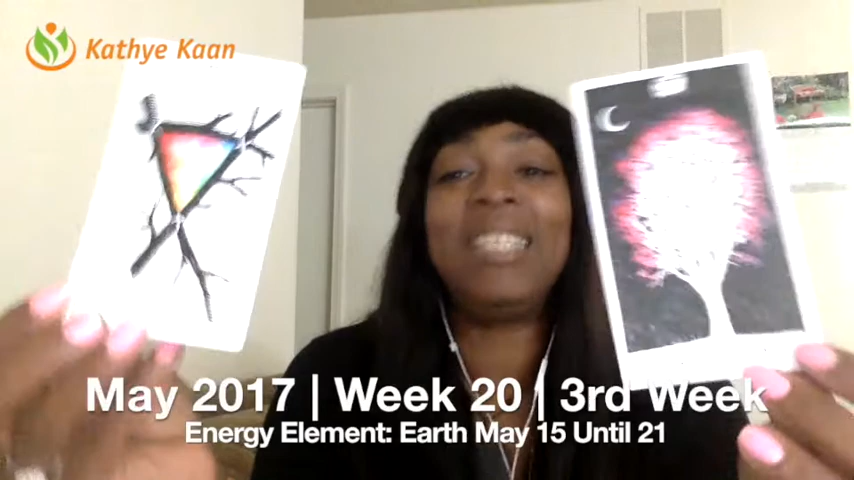 Kathye Kaan
May 2017 | Week 20 | 3rd Week
Energy Element: Earth May 15 Until 21